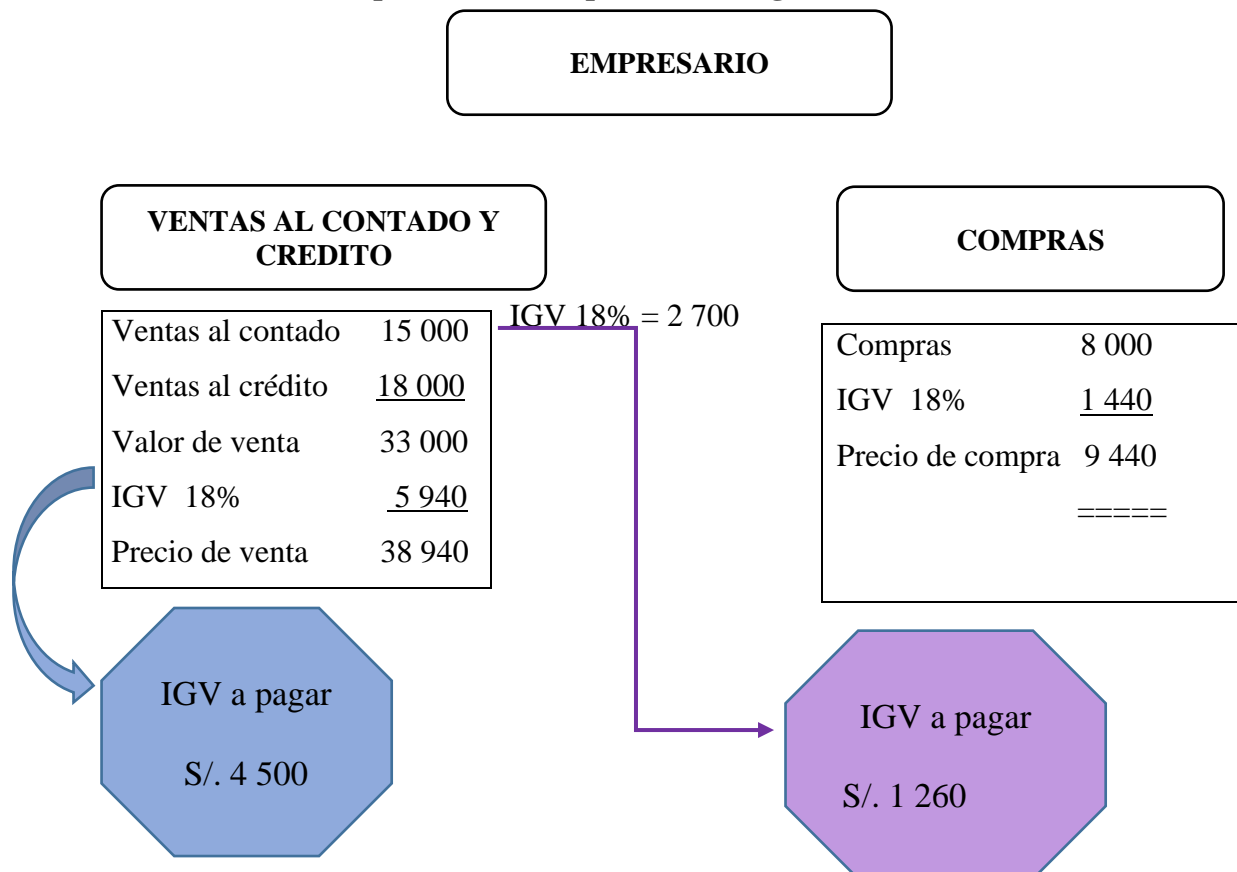 EMPRESARIO
VENTAS AL CONTADO Y
CREDITO
COMPRAS
IGV 18% = 2 700
Ventas al contado 15 000
Ventas al crédito 18 000
Valor de venta 33 000
IGV 18% 5 940
Precio de venta 38 940
Compras 8 000
IGV 18% 1 440
Precio de compra 9 440
=====
IGV a pagar
S/. 4 500
IGV a pagar
S/. 1 260